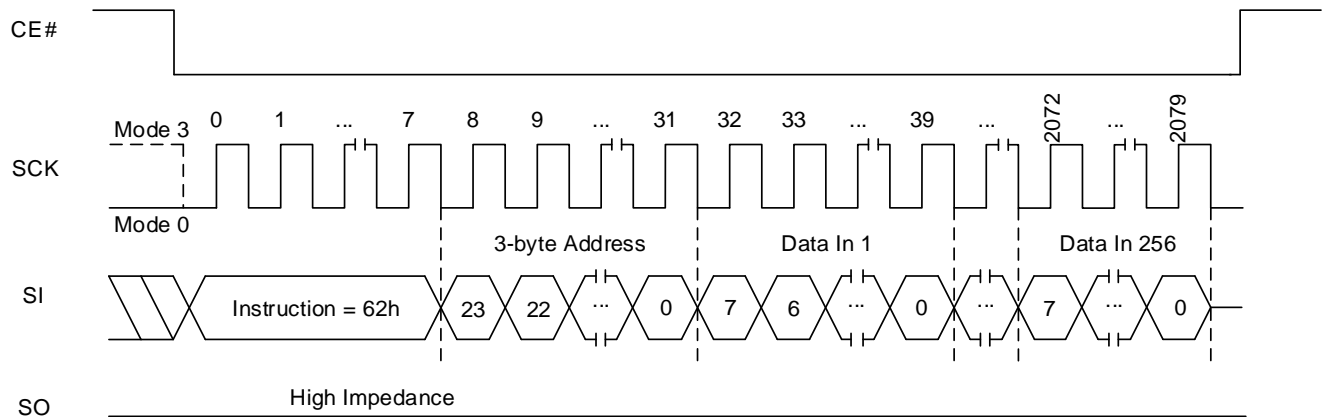 CE#
0 1 ... 7 8 9 ... 31 32 33 ... 39 ... 2072 ... 2079
Mode 3
SCK
Mode 0
3-byte Address Data In 1 Data In 256
SI
Instruction = 62h 23 22 ... 0 7 6 ... 0 ... 7 ... 0
High Impedance
SO